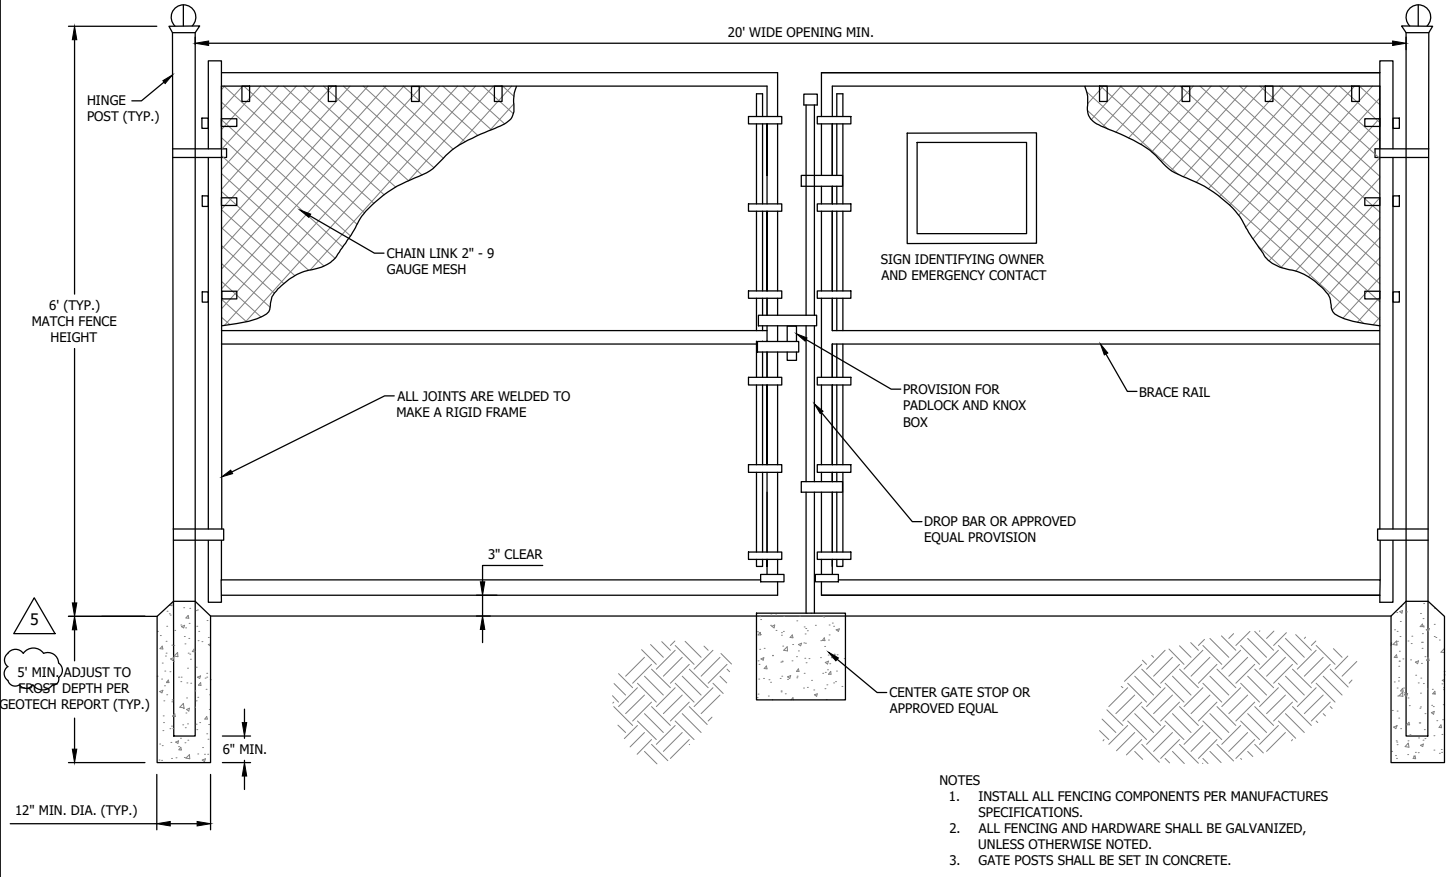 20' WIDE OPENING MIN.
HINGE
POST (TYP.)
CHAIN LINK 2" - 9
GAUGE MESH
SIGN IDENTIFYING OWNER
AND EMERGENCY CONTACT
6' (TYP.)
MATCH FENCE
HEIGHT
ALL JOINTS ARE WELDED TO
MAKE A RIGID FRAME
PROVISION FOR
PADLOCK AND KNOX
BOX
BRACE RAIL
DROP BAR OR APPROVED
EQUAL PROVISION
3" CLEAR
5
5' MIN. ADJUST TO
FROST DEPTH PER
GEOTECH REPORT (TYP.)
CENTER GATE STOP OR
APPROVED EQUAL
6" MIN.
12" MIN. DIA. (TYP.)
NOTES
1. INSTALL ALL FENCING COMPONENTS PER MANUFACTURES
SPECIFICATIONS.
2. ALL FENCING AND HARDWARE SHALL BE GALVANIZED,
UNLESS OTHERWISE NOTED.
3. GATE POSTS SHALL BE SET IN CONCRETE.